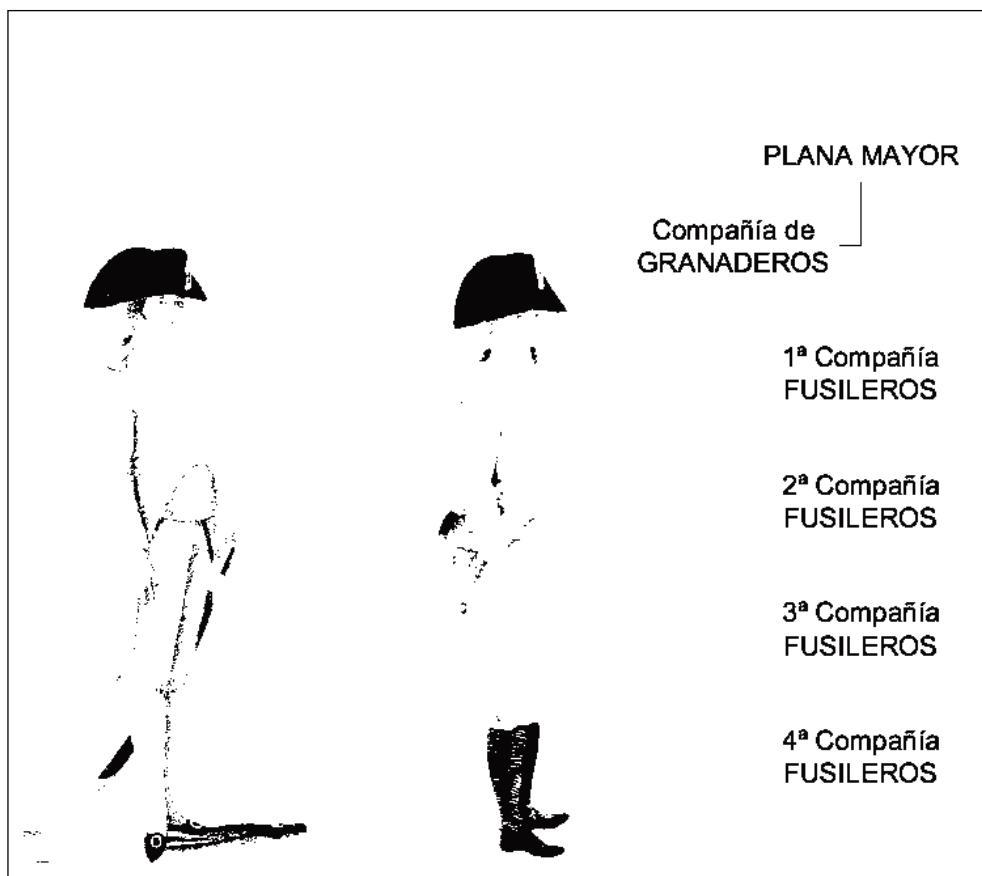 PLANA MAYOR
Compañía de
GRANADEROS
1ª Compañía
FUSILEROS
2ª Compañía
FUSILEROS
3ª Compañía
FUSILEROS
4ª Compañía
FUSILEROS